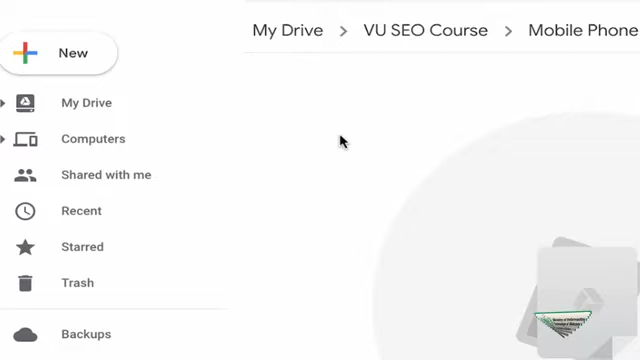 My Drive > VU SEO Course > Mobile Phone
New
My Drive
Computers
Shared with me
Recent
Starred
Trash
Backups